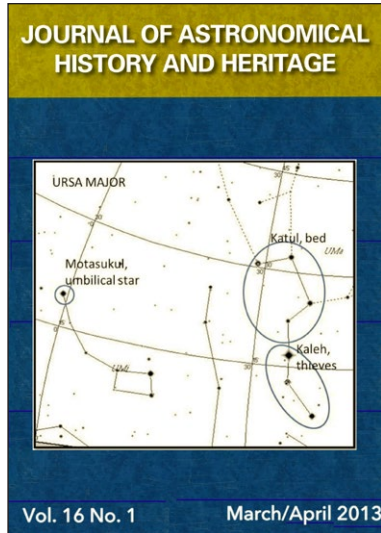 JOURNAL OF ASTRONOMICAL
HISTORY AND HERITAGE
URSA MAJOR
Katul, bed
UMa
Motasukul,
umbilical star
Kaleh,
thieves
UMi
Vol. 16 No. 1
March/April 2013